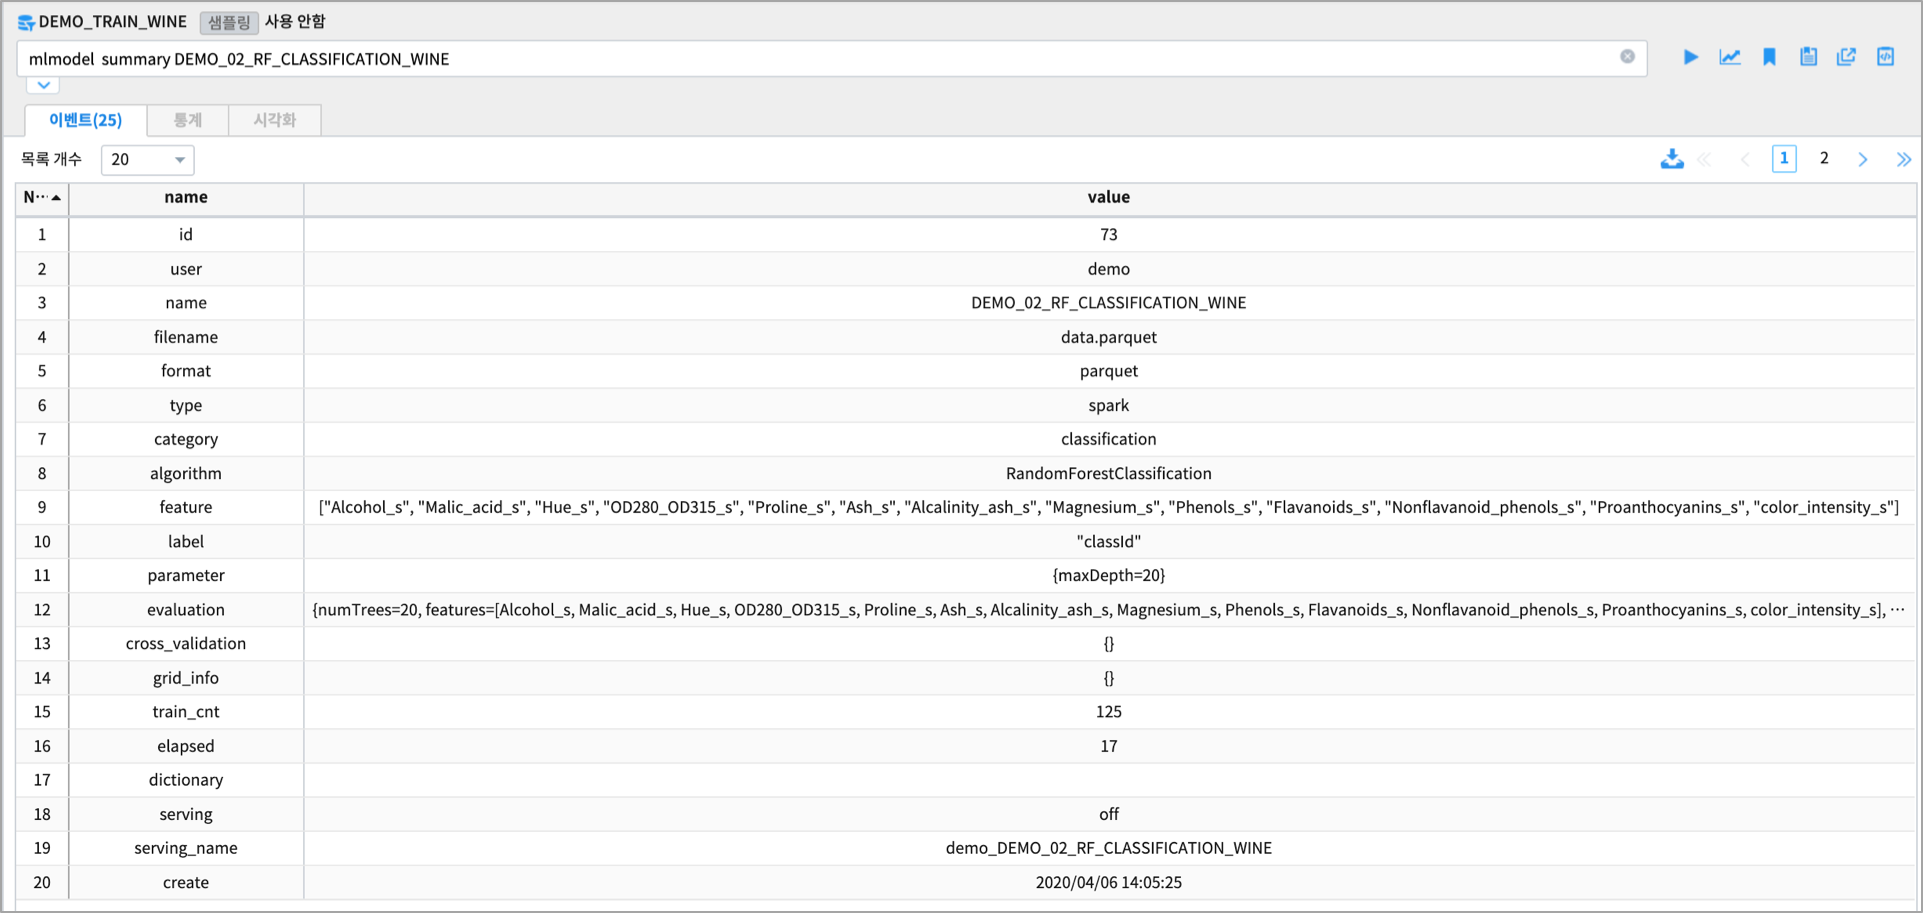 DEMO_TRAIN_WINE 샘플링 사용 안함
mlmodel summary DEMO_02_RF_CLASSIFICATION_WINE
이벤트(25) 통계 시각화
목록 개수 20 1 2
N··· name value
1 id 73
2 user demo
3 name DEMO_02_RF_CLASSIFICATION_WINE
4 filename data.parquet
5 format parquet
6 type spark
7 category classification
8 algorithm RandomForestClassification
9 feature ["Alcohol_s", "Malic_acid_s", "Hue_s", "OD280_OD315_s", "Proline_s", "Ash_s", "Alcalinity_ash_s", "Magnesium_s", "Phenols_s", "Flavanoids_s", "Nonflavanoid_phenols_s", "Proanthocyanins_s", "color_intensity_s"]
10 label "classId"
11 parameter {maxDepth=20}
12 evaluation {numTrees=20, features=[Alcohol_s, Malic_acid_s, Hue_s, OD280_OD315_s, Proline_s, Ash_s, Alcalinity_ash_s, Magnesium_s, Phenols_s, Flavanoids_s, Nonflavanoid_phenols_s, Proanthocyanins_s, color_intensity_s], ···
13 cross_validation {}
14 grid_info {}
15 train_cnt 125
16 elapsed 17
17 dictionary
18 serving off
19 serving_name demo_DEMO_02_RF_CLASSIFICATION_WINE
20 create 2020/04/06 14:05:25